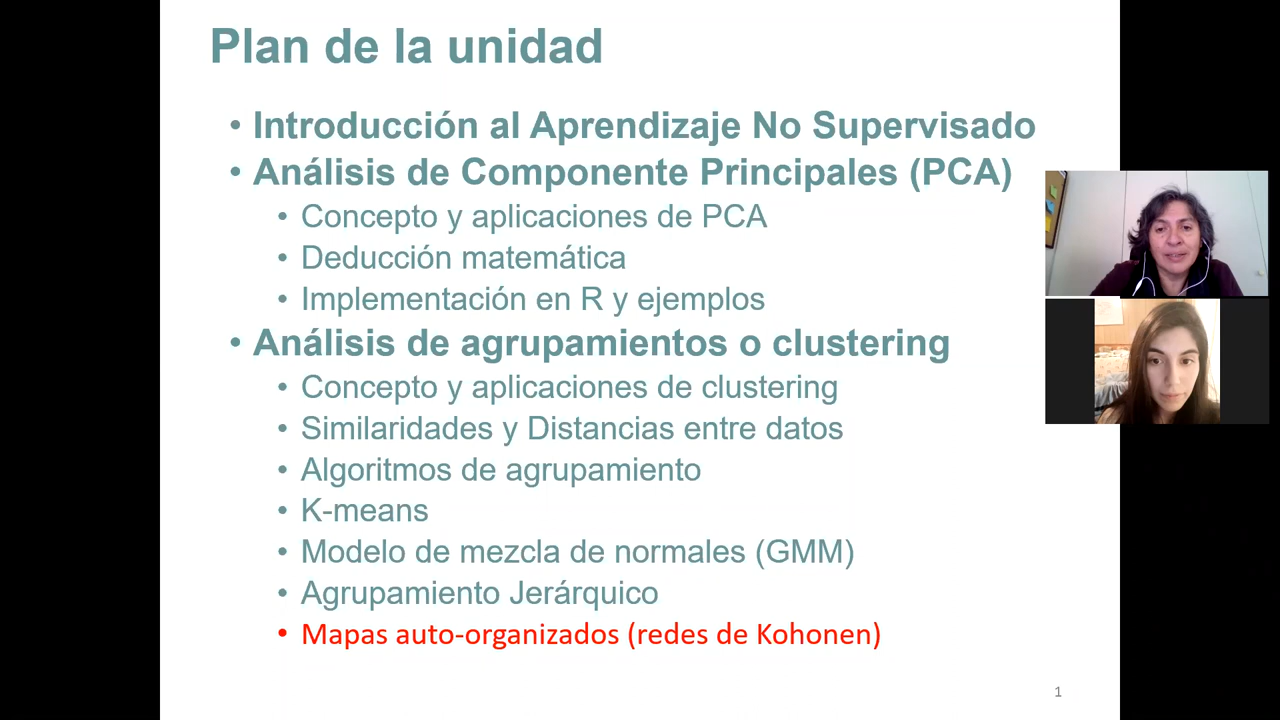 Plan de la unidad
• Introducción al Aprendizaje No Supervisado
• Análisis de Componente Principales (PCA)
• Concepto y aplicaciones de PCA
• Deducción matemática
• Implementación en R y ejemplos
• Análisis de agrupamientos o clustering
• Concepto y aplicaciones de clustering
• Similaridades y Distancias entre datos
• Algoritmos de agrupamiento
• K-means
• Modelo de mezcla de normales (GMM)
• Agrupamiento Jerárquico
• Mapas auto-organizados (redes de Kohonen)
1